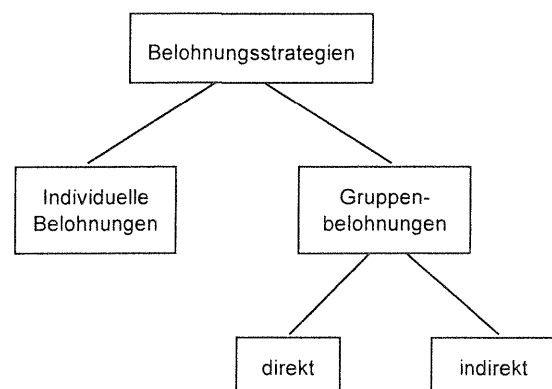 Belohnungsstrategien
Individuelle
Belohnungen
Gruppen-
belohnungen
direkt
indirekt